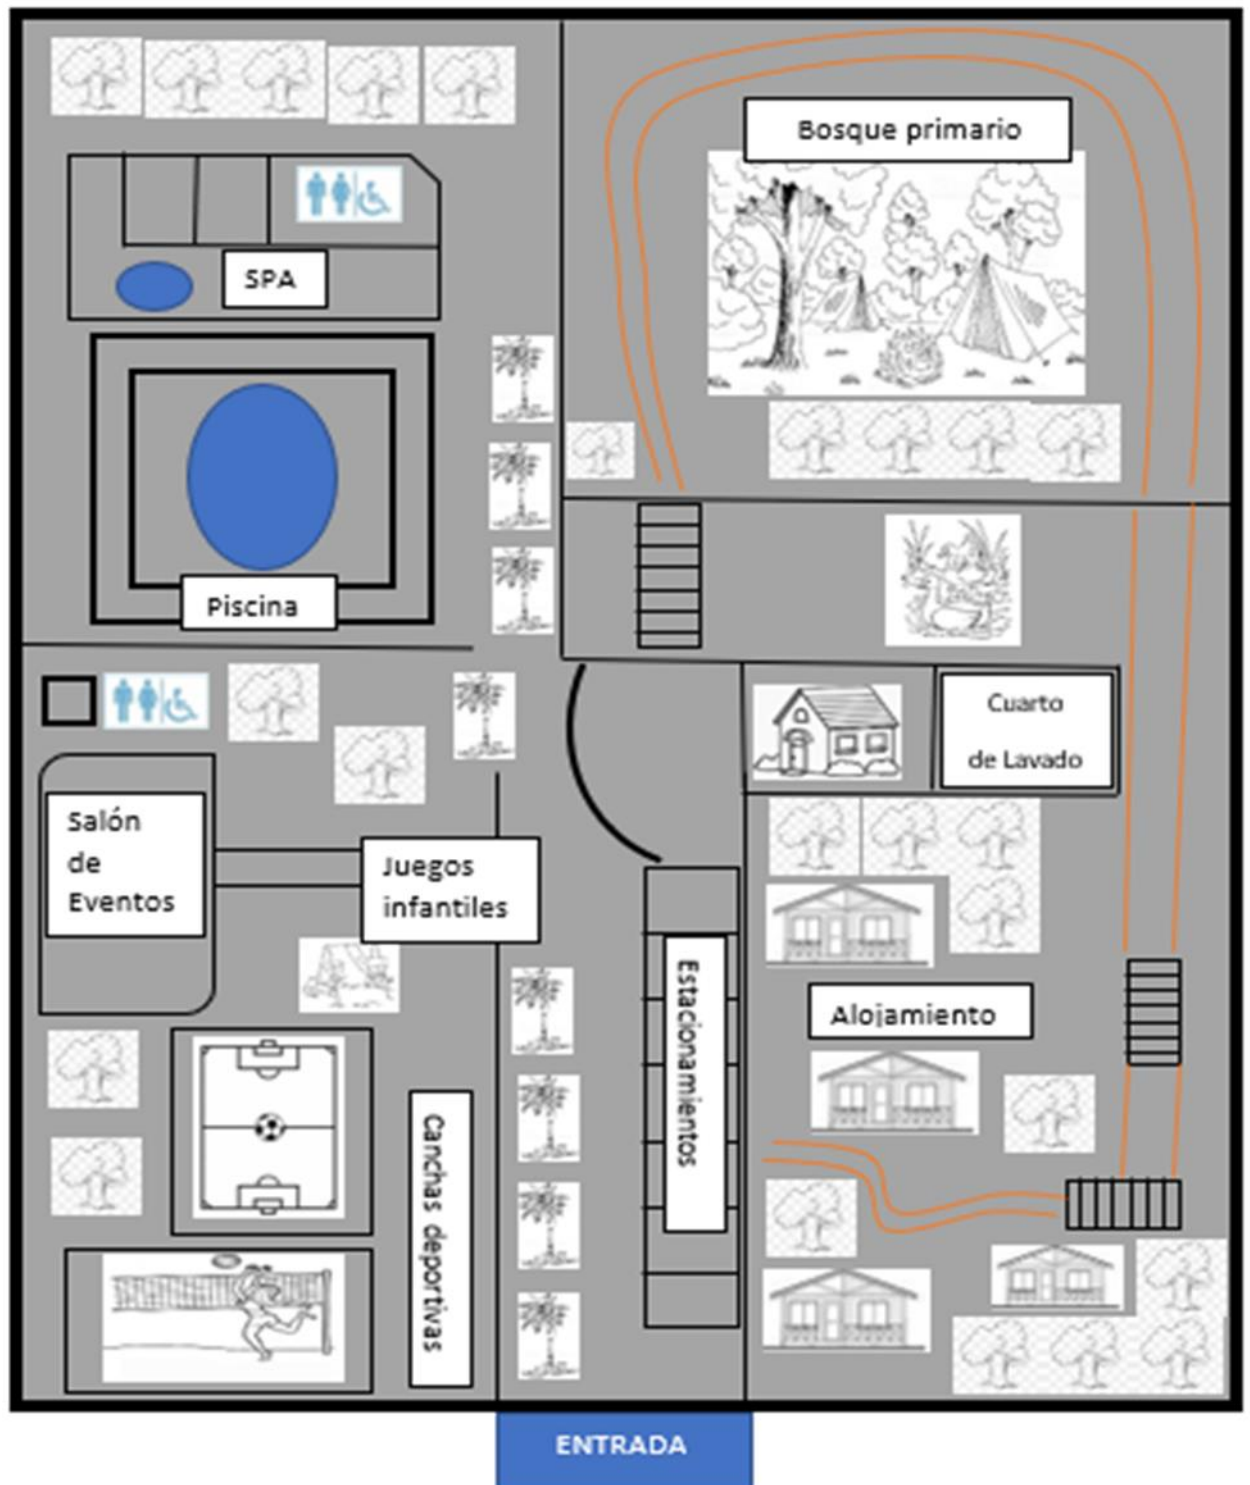 Bosque primario
SPA
Piscina
Cuarto
de Lavado
Salón
de
Eventos
Juegos
infantiles
Estacionamientos
Alojamiento
Canchas deportivas
ENTRADA